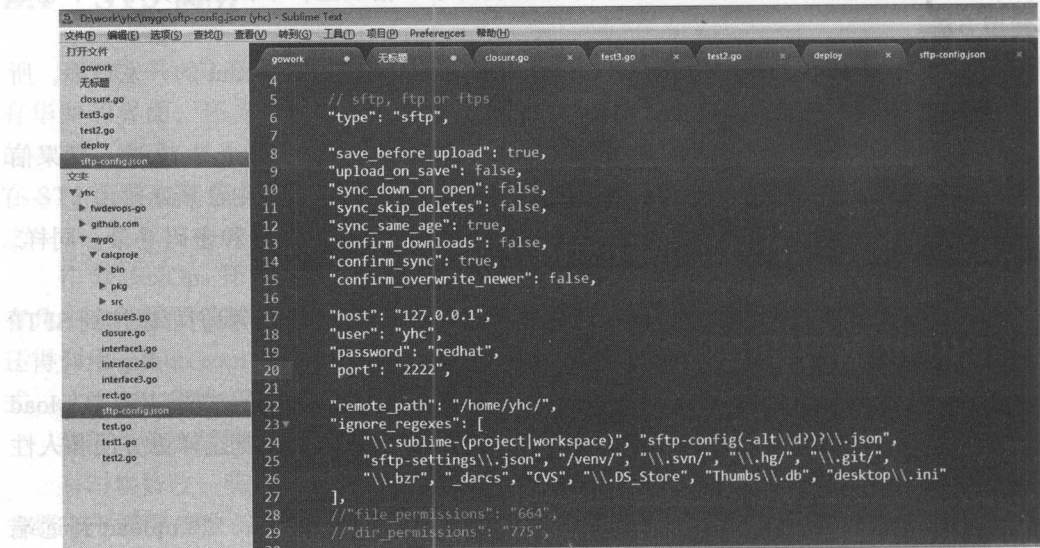 D:\work\yhc\mygo\sftp-config.json (yhc) - Sublime Text
文件(F) 编辑(E) 选项(S) 查找(I) 查看(V) 转到(G) 工具(T) 项目(P) Preferences 帮助(H)
打开文件
gowork
无标题
closure.go
test3.go
test2.go
deploy
sftp-config.json
文夹
yhc
fwdevops-go
github.com
mygo
calcproje
bin
pkg
src
closuer3.go
closure.go
interface1.go
interface2.go
interface3.go
rect.go
sftp-config.json
test.go
test1.go
test2.go
gowork 无标题 closure.go test3.go test2.go deploy sftp-config.json
4
5 // sftp, ftp or ftps
6 "type": "sftp",
7
8 "save_before_upload": true,
9 "upload_on_save": false,
10 "sync_down_on_open": false,
11 "sync_skip_deletes": false,
12 "sync_same_age": true,
13 "confirm_downloads": false,
14 "confirm_sync": true,
15 "confirm_overwrite_newer": false,
16
17 "host": "127.0.0.1",
18 "user": "yhc",
19 "password": "redhat",
20 "port": "2222",
21
22 "remote_path": "/home/yhc/",
23 "ignore_regexes": [
24 "\\.sublime-(project|workspace)", "sftp-config(-alt\\d?)?\\.json",
25 "sftp-settings\\.json", "/venv/", "\\.svn/", "\\.hg/", "\\.git/",
26 "\\.bzr", "_darcs", "CVS", "\\.DS_Store", "Thumbs\\.db", "desktop\\.ini"
27 ],
28 //"file_permissions": "664",
29 //"dir_permissions": "775",